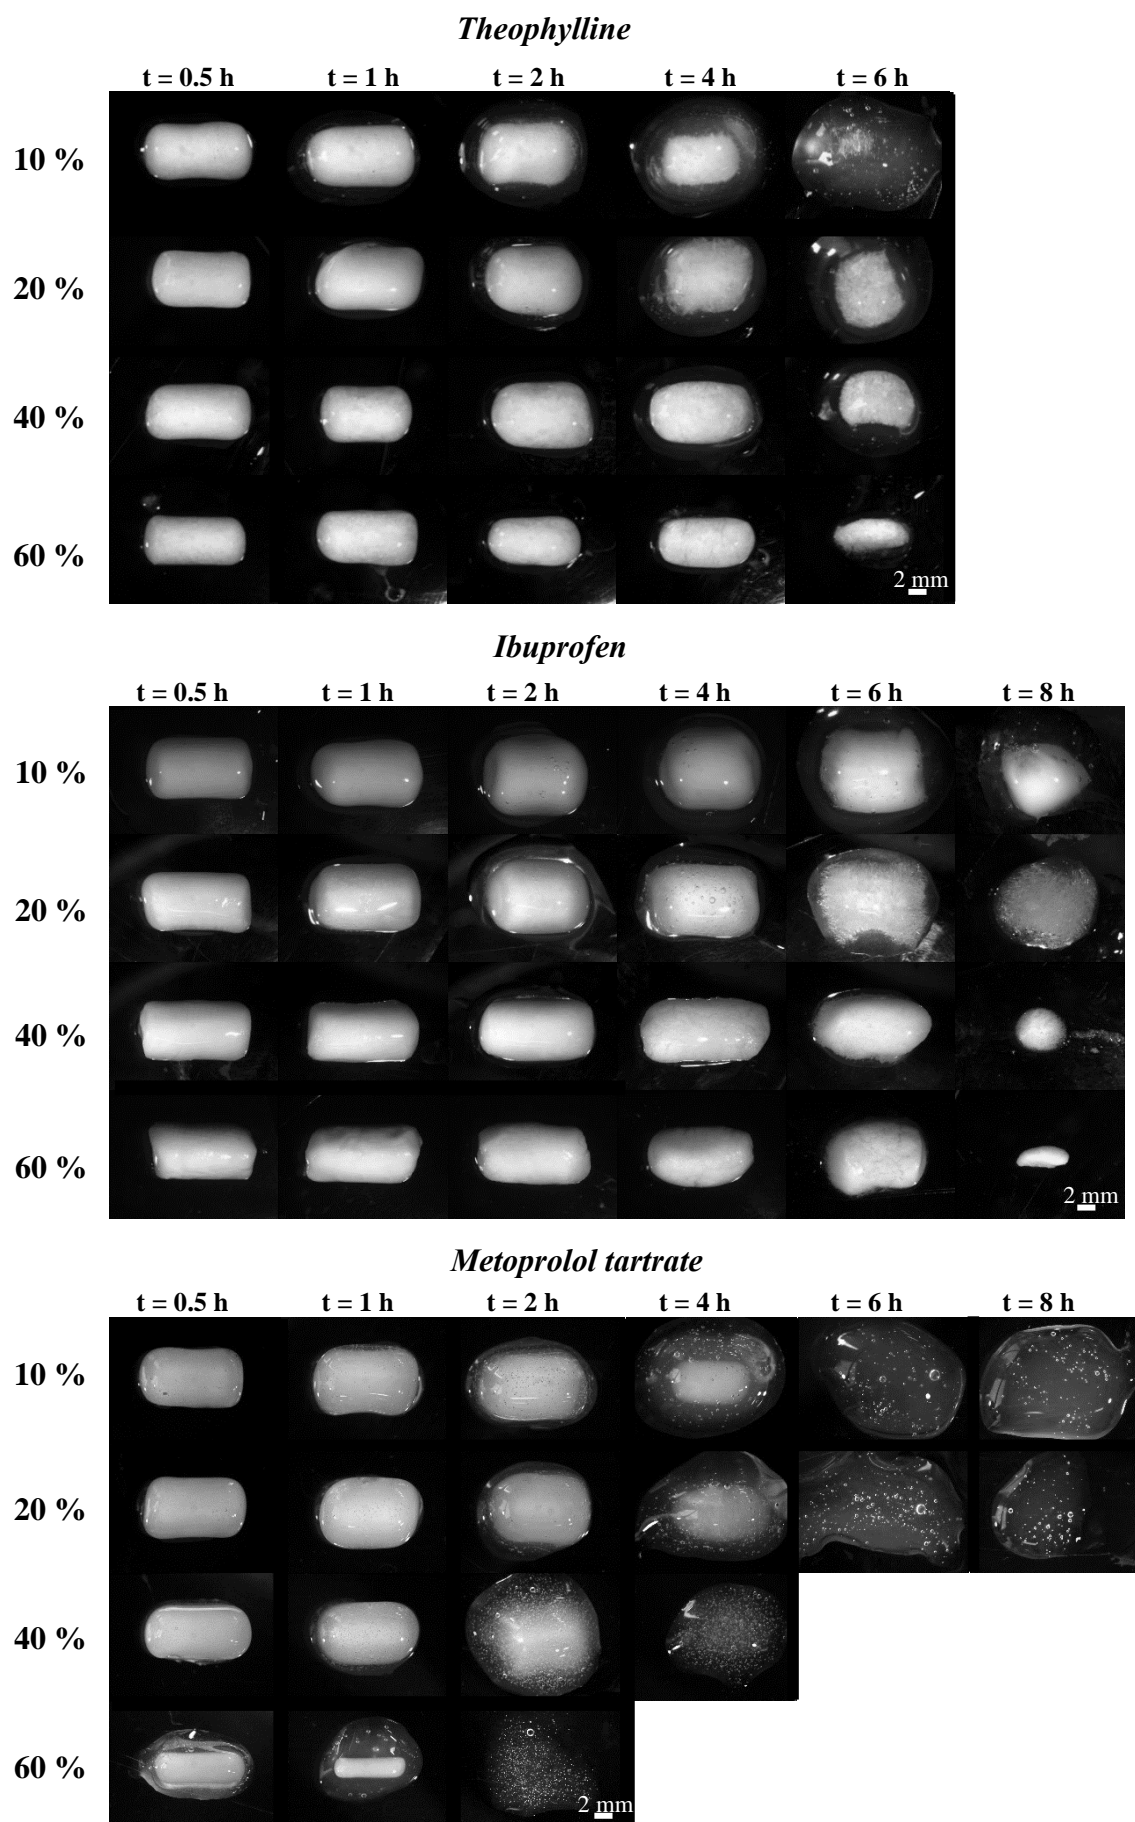 Theophylline
t = 0.5 h t = 1 h t = 2 h t = 4 h t = 6 h
10 %
20 %
40 %
60 %
2 mm
Ibuprofen
t = 0.5 h t = 1 h t = 2 h t = 4 h t = 6 h t = 8 h
10 %
20 %
40 %
60 %
2 mm
Metoprolol tartrate
t = 0.5 h t = 1 h t = 2 h t = 4 h t = 6 h t = 8 h
10 %
20 %
40 %
60 %
2 mm